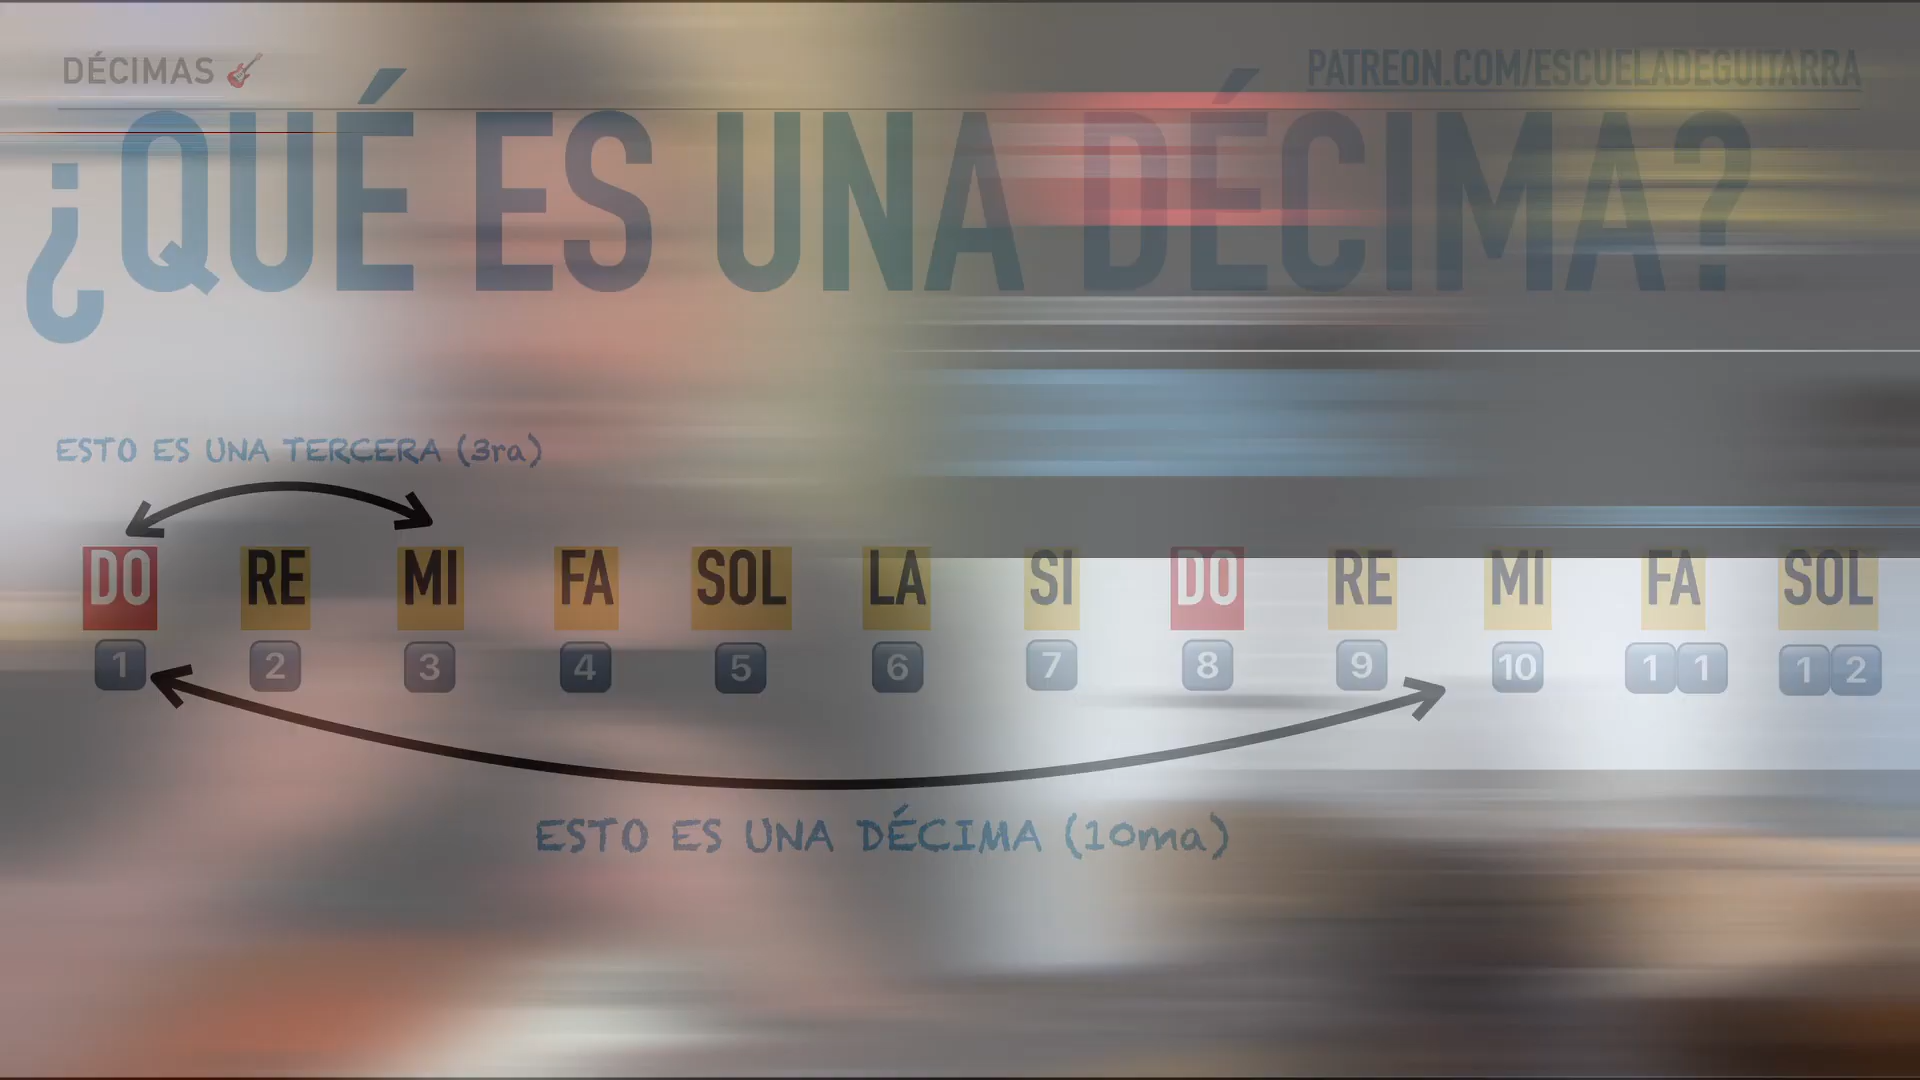 DÉCIMAS
PATREON.COM/ESCUELADEGUITARRA
¿QUÉ ES UNA DÉCIMA?
ESTO ES UNA TERCERA (3ra)
DO RE MI FA SOL LA SI DO RE MI FA SOL
1 2 3 4 5 6 7 8 9 10 11 12
ESTO ES UNA DÉCIMA (10ma)